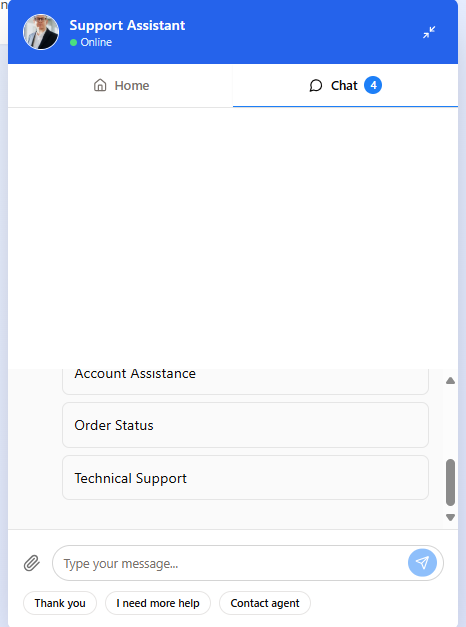 Support Assistant
Online
Home
Chat 4
Account Assistance
Order Status
Technical Support
Type your message...
Thank you
I need more help
Contact agent